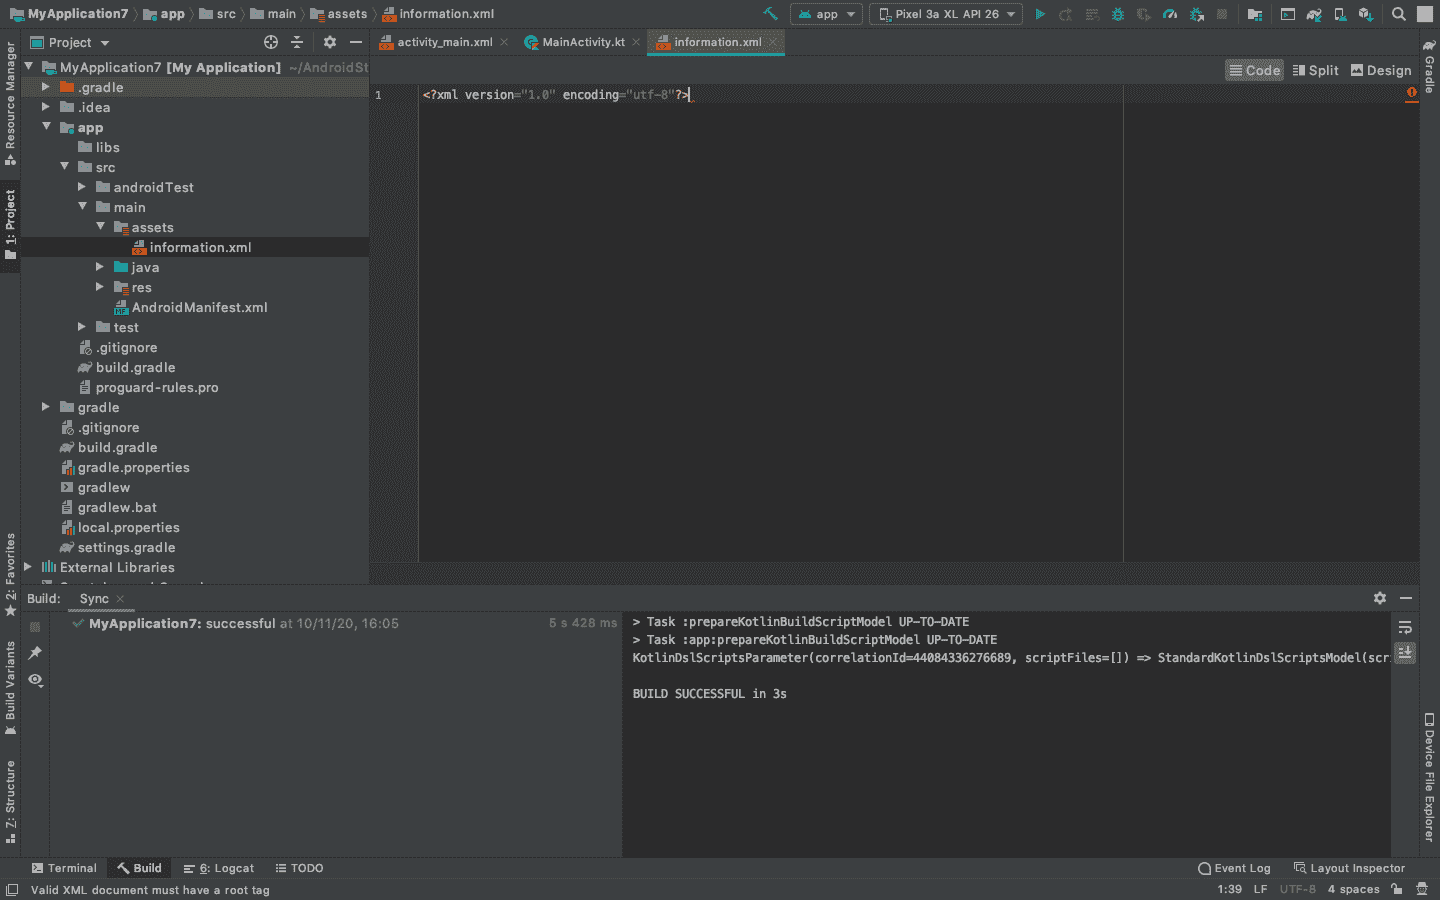 MyApplication7 app src main assets information.xml
app Pixel 3a XL API 26
Project
activity_main.xml MainActivity.kt information.xml
Code Split Design
MyApplication7 [My Application] ~/AndroidSt
.gradle
.idea
app
libs
src
androidTest
main
assets
information.xml
java
res
AndroidManifest.xml
test
.gitignore
build.gradle
proguard-rules.pro
gradle
.gitignore
build.gradle
gradle.properties
gradlew
gradlew.bat
local.properties
settings.gradle
External Libraries
1 <?xml version="1.0" encoding="utf-8"?>
Resource Manager
1: Project
2: Favorites
Build Variants
7: Structure
Gradle
Device File Explorer
Build: Sync
MyApplication7: successful at 10/11/20, 16:05 5 s 428 ms
> Task :prepareKotlinBuildScriptModel UP-TO-DATE
> Task :app:prepareKotlinBuildScriptModel UP-TO-DATE
KotlinDslScriptsParameter(correlationId=44084336276689, scriptFiles=[]) => StandardKotlinDslScriptsModel(scri
BUILD SUCCESSFUL in 3s
Terminal Build 6: Logcat TODO
Event Log Layout Inspector
Valid XML document must have a root tag
1:39 LF UTF-8 4 spaces